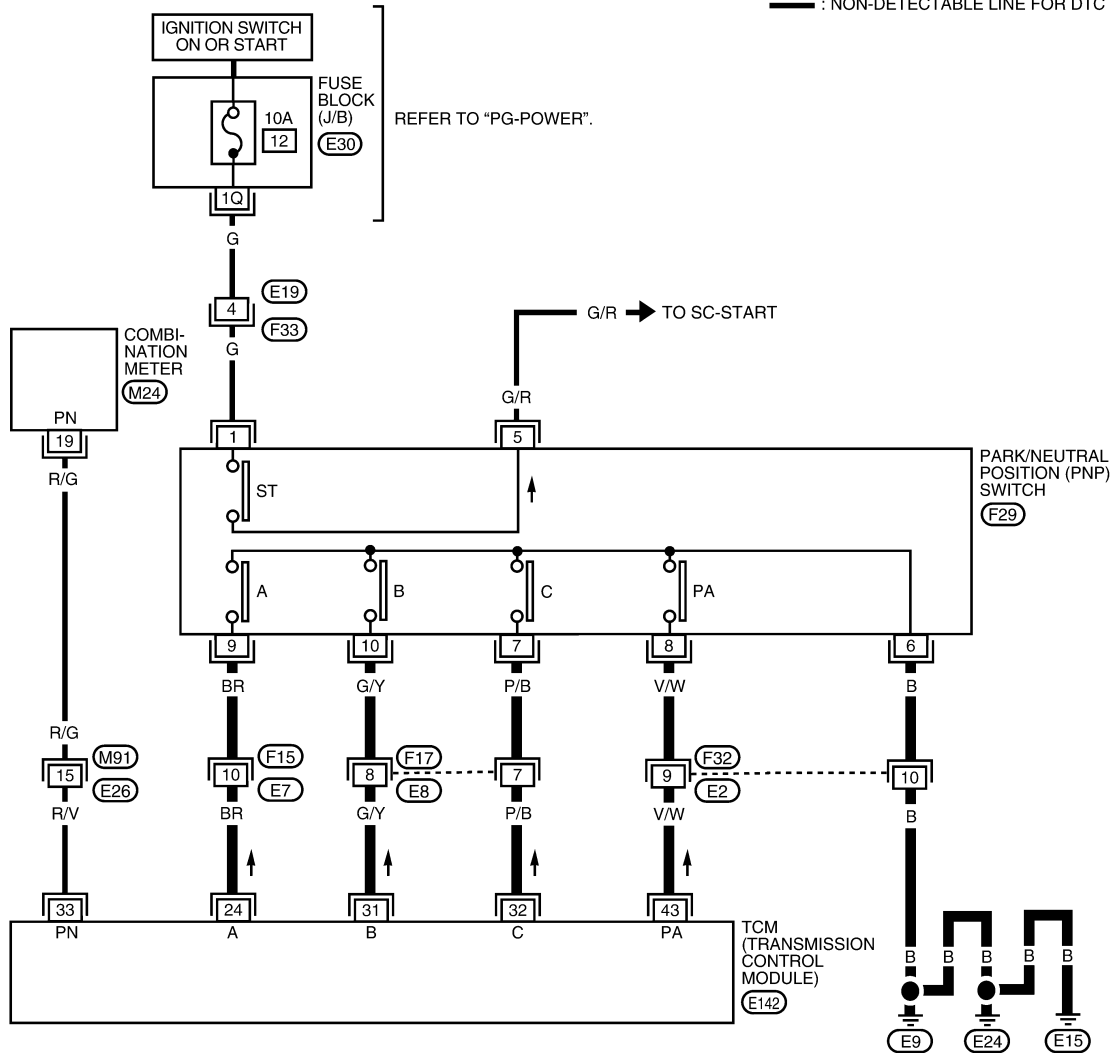 : NON-DETECTABLE LINE FOR DTC
IGNITION SWITCH
ON OR START
FUSE
BLOCK
(J/B)
E30
10A
12
REFER TO “PG-POWER”.
1Q
G
4
E19
F33
G
G/R
TO SC-START
G/R
COMBI-
NATION
METER
M24
PN
19
R/G
1
5
PARK/NEUTRAL
POSITION (PNP)
SWITCH
F29
ST
A
B
C
PA
9
10
7
8
6
BR
G/Y
P/B
V/W
B
R/G
15
M91
E26
10
F15
E7
8
F17
E8
7
9
F32
E2
10
R/V
BR
G/Y
P/B
V/W
B
33
24
31
32
43
PN
A
B
C
PA
TCM
(TRANSMISSION
CONTROL
MODULE)
E142
B
B
B
B
B
E9
E24
E15